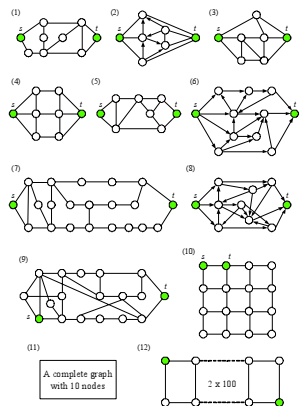 (1) (2) (3)
s t s t s t
(4) (5) (6)
s t s t s t
(7) (8)
s t s t
(9) (10)
t s t
s
(11) (12)
A complete graph
with 10 nodes
2 x 100